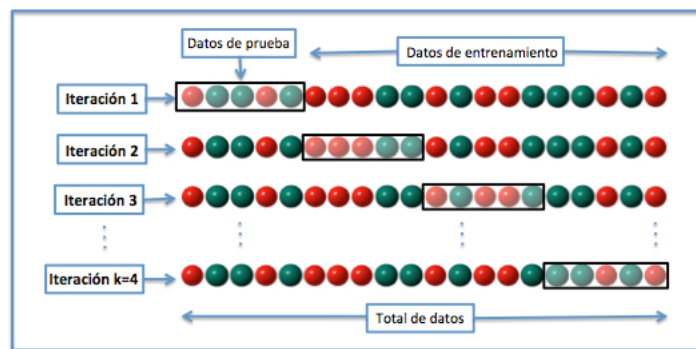 Datos de prueba
Datos de entrenamiento
Iteración 1
Iteración 2
Iteración 3
Iteración k=4
Total de datos